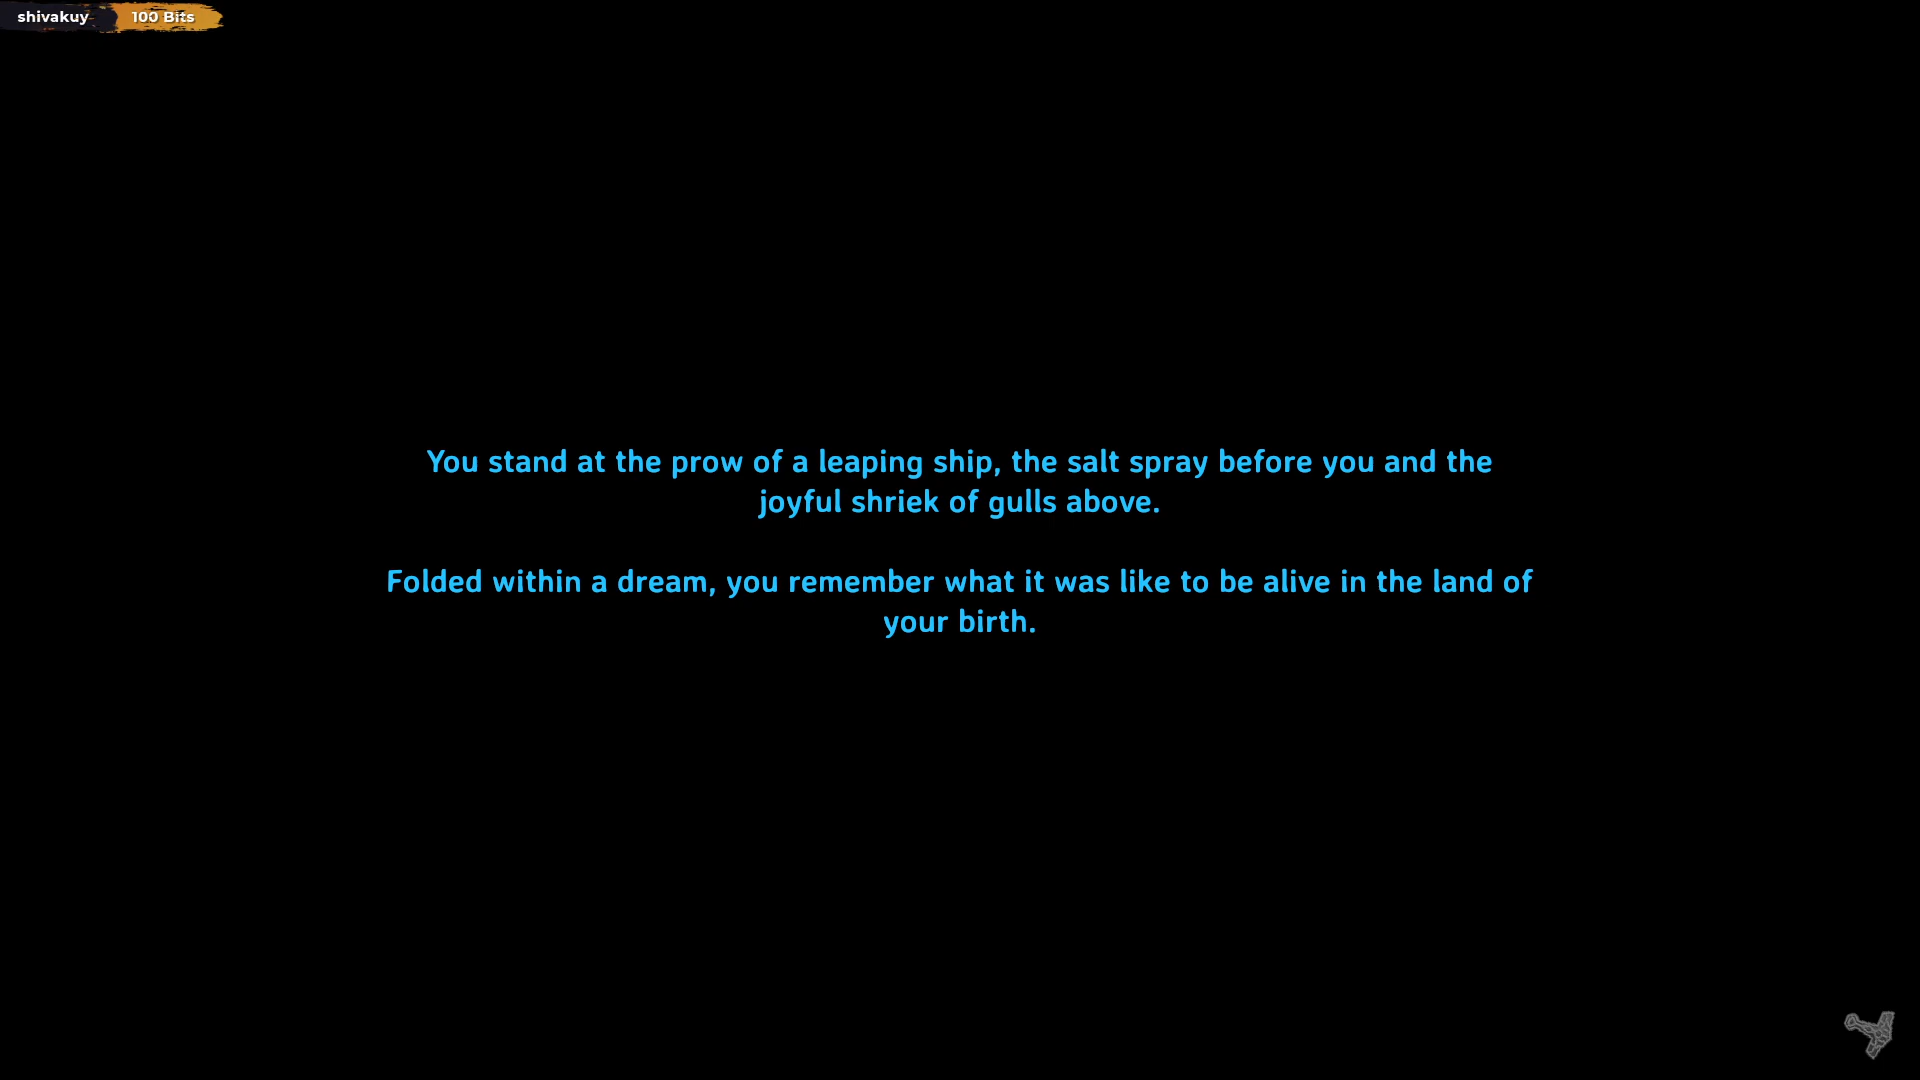 shivakuy 100 Bits
You stand at the prow of a leaping ship, the salt spray before you and the
joyful shriek of gulls above.
Folded within a dream, you remember what it was like to be alive in the land of
your birth.